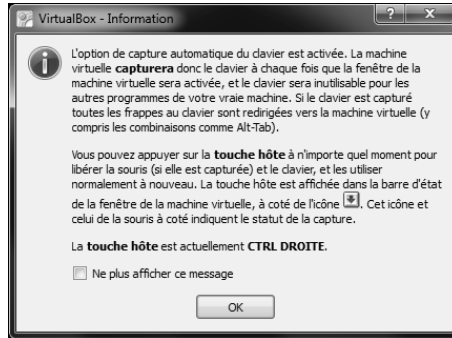 VirtualBox - Information
L'option de capture automatique du clavier est activée. La machine
virtuelle capturera donc le clavier à chaque fois que la fenêtre de la
machine virtuelle sera activée, et le clavier sera inutilisable pour les
autres programmes de votre vraie machine. Si le clavier est capturé
toutes les frappes au clavier sont redirigées vers la machine virtuelle (y
compris les combinaisons comme Alt-Tab).
Vous pouvez appuyer sur la touche hôte à n'importe quel moment pour
libérer la souris (si elle est capturée) et le clavier, et les utiliser
normalement à nouveau. La touche hôte est affichée dans la barre d'état
de la fenêtre de la machine virtuelle, à coté de l'icône . Cet icône et
celui de la souris à coté indiquent le statut de la capture.
La touche hôte est actuellement CTRL DROITE.
Ne plus afficher ce message
OK